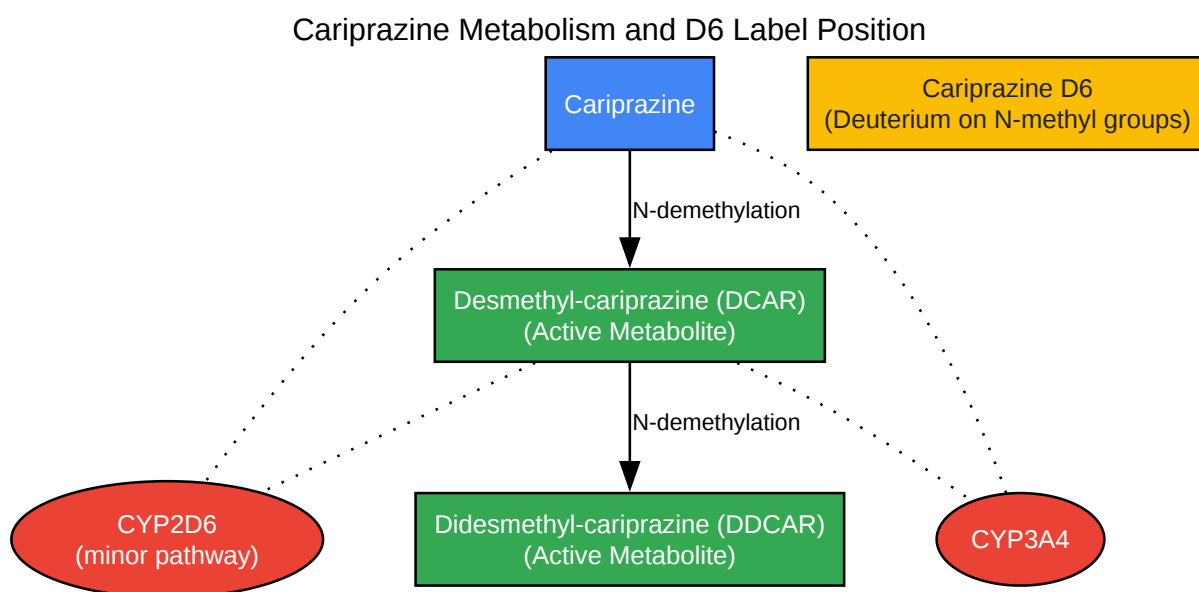 Cariprazine Metabolism and D6 Label Position
Cariprazine
Cariprazine D6
(Deuterium on N-methyl groups)
N-demethylation
Desmethyl-cariprazine (DCAR)
(Active Metabolite)
N-demethylation
CYP2D6
(minor pathway)
Didesmethyl-cariprazine (DDCAR)
(Active Metabolite)
CYP3A4